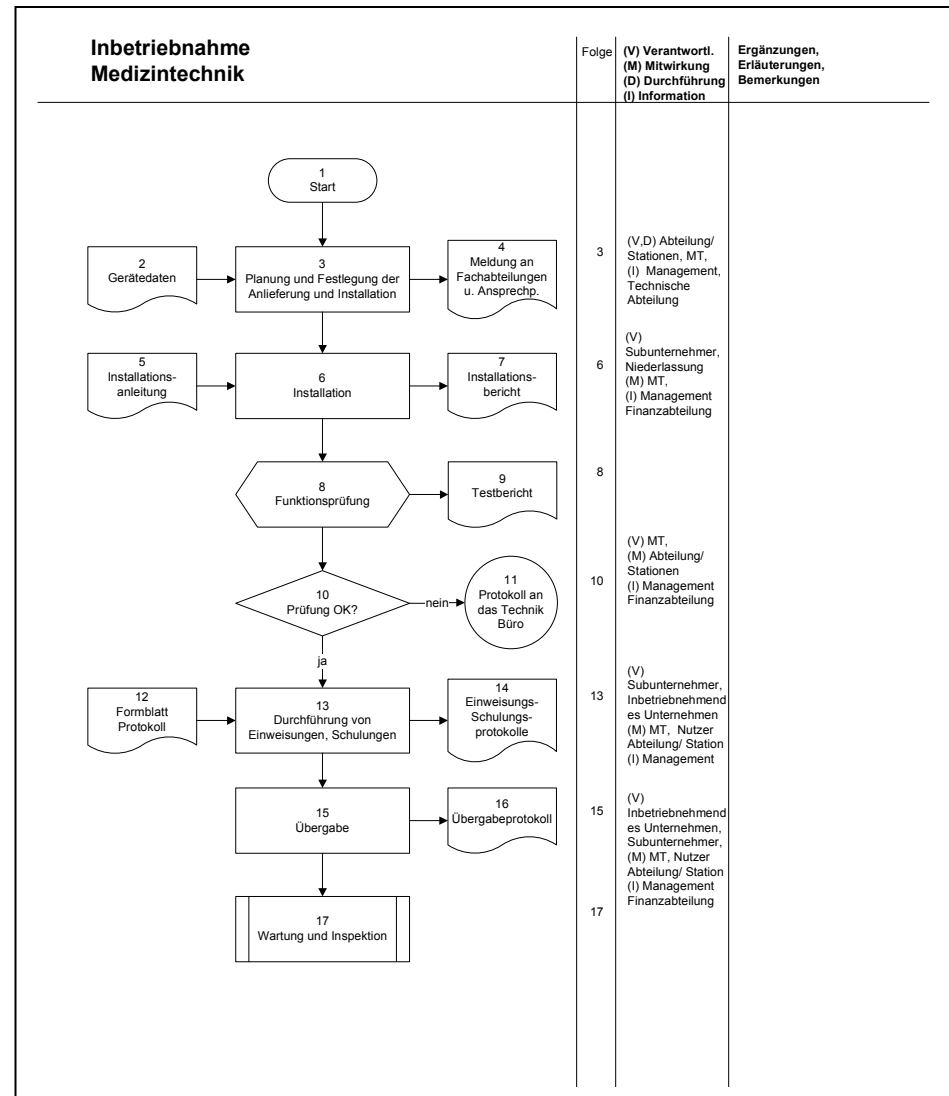 Inbetriebnahme
Medizintechnik
Folge
(V) Verantwortl.
(M) Mitwirkung
(D) Durchführung
(I) Information
Ergänzungen,
Erläuterungen,
Bemerkungen
1
Start
2
Gerätedaten
3
Planung und Festlegung der
Anlieferung und Installation
4
Meldung an
Fachabteilungen
u. Ansprechp.
3
(V,D) Abteilung/
Stationen, MT,
(I) Management,
Technische
Abteilung
5
Installations-
anleitung
6
Installation
7
Installations-
bericht
6
(V)
Subunternehmer,
Niederlassung
(M) MT,
(I) Management
Finanzabteilung
8
Funktionsprüfung
9
Testbericht
8
10
Prüfung OK?
nein
11
Protokoll an
das Technik
Büro
10
(V) MT,
(M) Abteilung/
Stationen
(I) Management
Finanzabteilung
ja
12
Formblatt
Protokoll
13
Durchführung von
Einweisungen, Schulungen
14
Einweisungs-
Schulungs-
protokolle
13
(V)
Subunternehmer,
Inbetriebnehmend
es Unternehmen
(M) MT, Nutzer
Abteilung/ Station
(I) Management
15
Übergabe
16
Übergabeprotokoll
15
(V)
Inbetriebnehmend
es Unternehmen,
Subunternehmer,
(M) MT, Nutzer
Abteilung/ Station
(I) Management
Finanzabteilung
17
Wartung und Inspektion
17